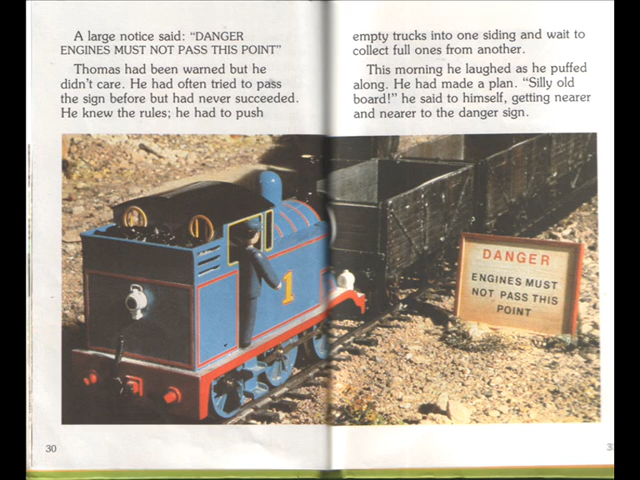 A large notice said: “DANGER
ENGINES MUST NOT PASS THIS POINT”
Thomas had been warned but he
didn’t care. He had often tried to pass
the sign before but had never succeeded.
He knew the rules; he had to push
empty trucks into one siding and wait to
collect full ones from another.
This morning he laughed as he puffed
along. He had made a plan. “Silly old
board!” he said to himself, getting nearer
and nearer to the danger sign.
1
DANGER
ENGINES MUST
NOT PASS THIS
POINT
30